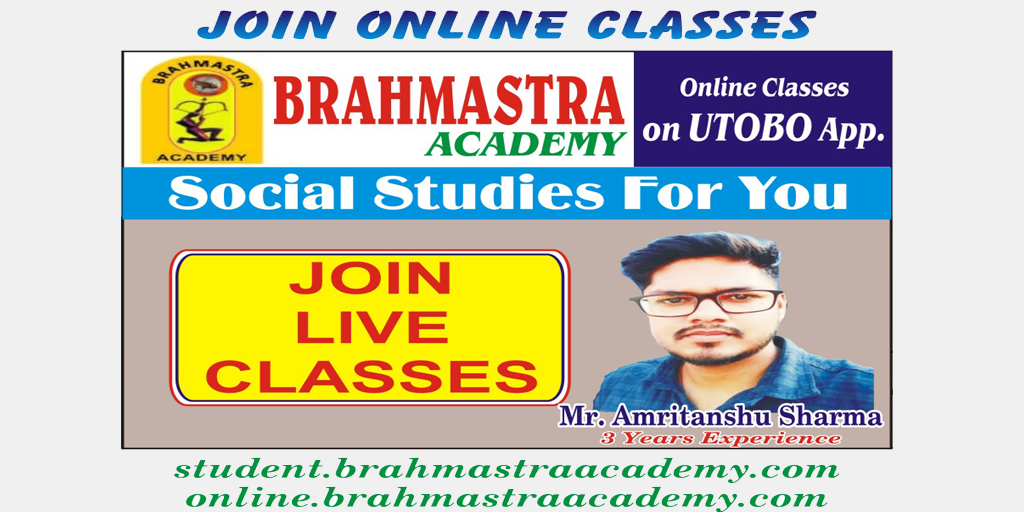 JOIN ONLINE CLASSES
BRAHMASTRA
ACADEMY
BRAHMASTRA
ACADEMY
Online Classes
on UTOBO App.
Social Studies For You
JOIN
LIVE
CLASSES
Mr. Amritanshu Sharma
3 Years Experience
student.brahmastraacademy.com
online.brahmastraacademy.com